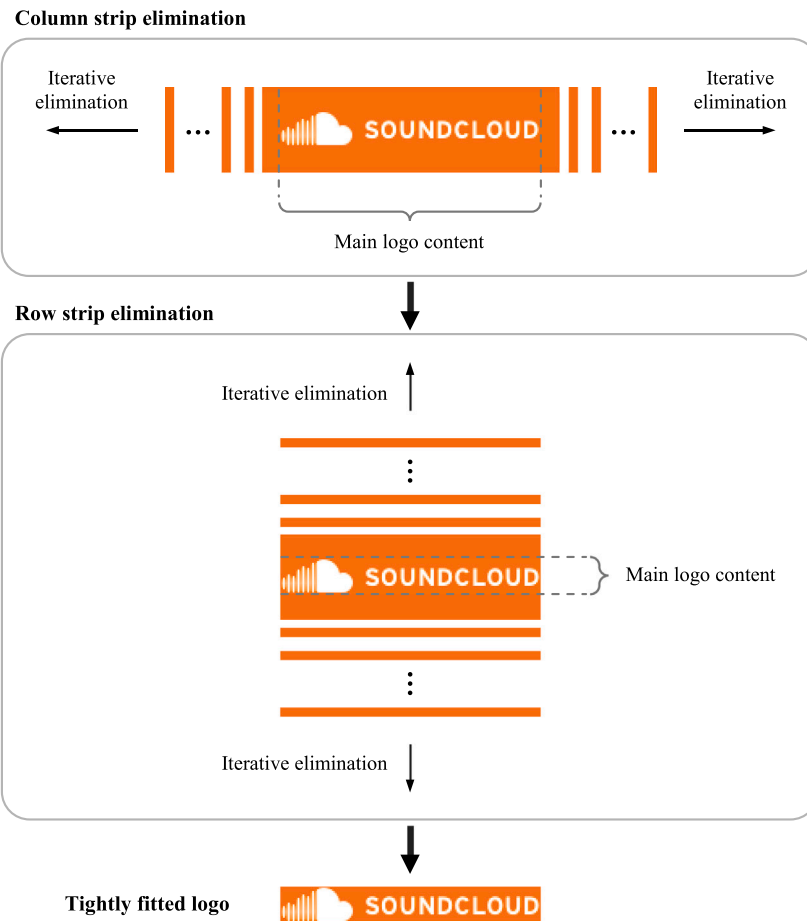 Column strip elimination
Iterative
elimination
Iterative
elimination
... SOUNDCLOUD ...
Main logo content
Row strip elimination
Iterative elimination
SOUNDCLOUD
Main logo content
Iterative elimination
Tightly fitted logo
SOUNDCLOUD